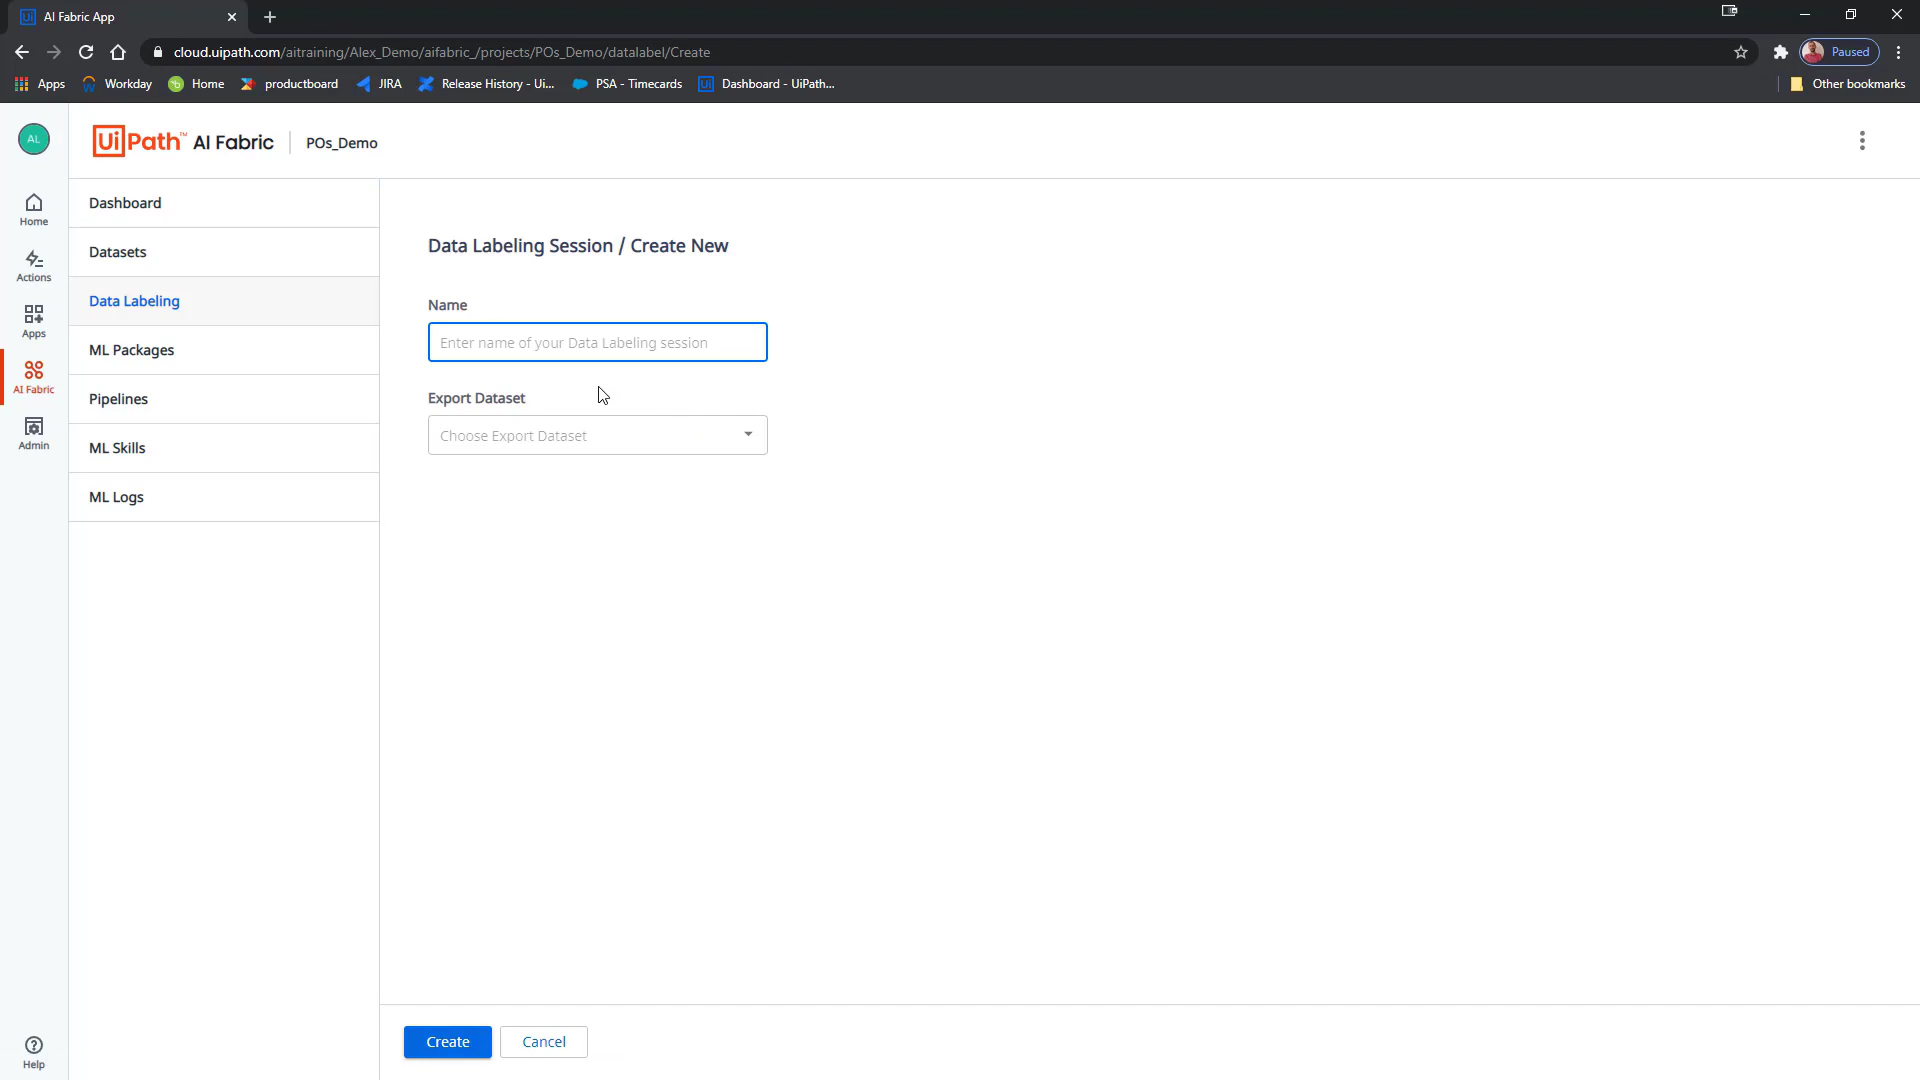 AI Fabric App
cloud.uipath.com/aitraining/Alex_Demo/aifabric_/projects/POs_Demo/datalabel/Create
Paused
Apps
Workday
Home
productboard
JIRA
Release History - Ui...
PSA - Timecards
Dashboard - UiPath...
Other bookmarks
AL
UiPath™ AI Fabric
POs_Demo
Home
Actions
Apps
AI Fabric
Admin
Help
Dashboard
Datasets
Data Labeling
ML Packages
Pipelines
ML Skills
ML Logs
Data Labeling Session / Create New
Name
Enter name of your Data Labeling session
Export Dataset
Choose Export Dataset
Create
Cancel